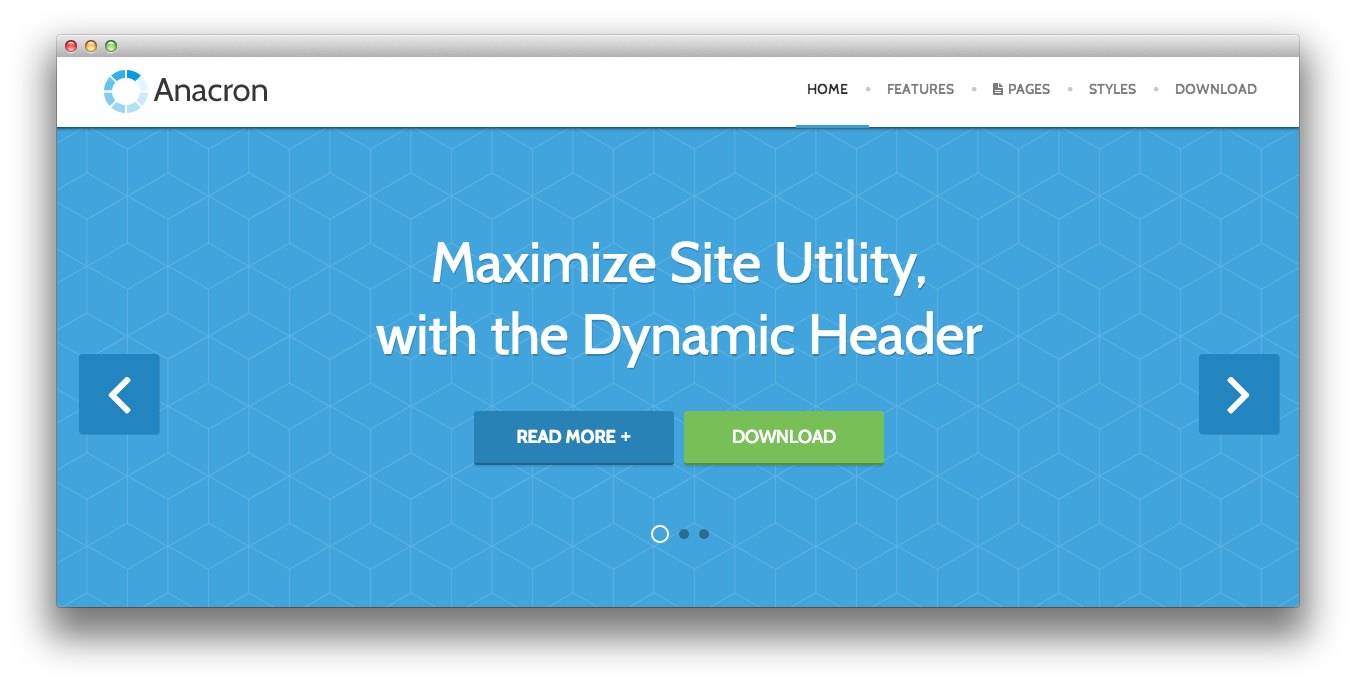 Anacron
HOME
FEATURES
PAGES
STYLES
DOWNLOAD
Maximize Site Utility,
with the Dynamic Header
READ MORE +
DOWNLOAD